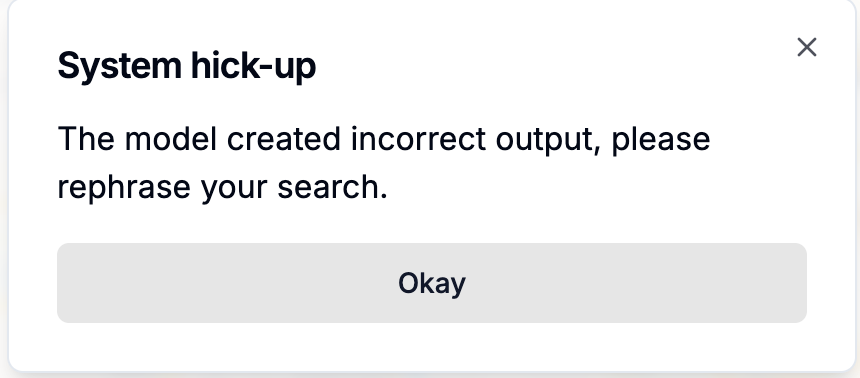 System hick-up
The model created incorrect output, please
rephrase your search.
Okay